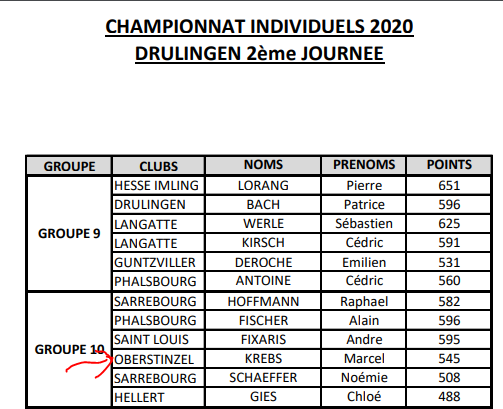 CHAMPIONNAT INDIVIDUELS 2020
DRULINGEN 2ème JOURNEE
GROUPE CLUBS NOMS PRENOMS POINTS
GROUPE 9
HESSE IMLING LORANG Pierre 651
DRULINGEN BACH Patrice 596
LANGATTE WERLE Sébastien 625
LANGATTE KIRSCH Cédric 591
GUNTZVILLER DEROCHE Emilien 531
PHALSBOURG ANTOINE Cédric 560
GROUPE 10
SARREBOURG HOFFMANN Raphael 582
PHALSBOURG FISCHER Alain 596
SAINT LOUIS FIXARIS Andre 595
OBERSTINZEL KREBS Marcel 545
SARREBOURG SCHAEFFER Noémie 508
HELLERT GIES Chloé 488